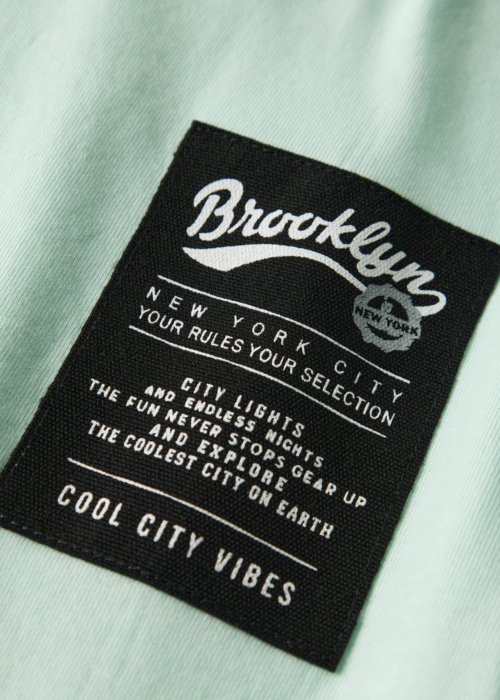 Brooklyn
NEW YORK
NEW YORK CITY
YOUR RULES YOUR SELECTION
CITY LIGHTS
AND ENDLESS NIGHTS
THE FUN NEVER STOPS GEAR UP
AND EXPLORE
THE COOLEST CITY ON EARTH
COOL CITY VIBES